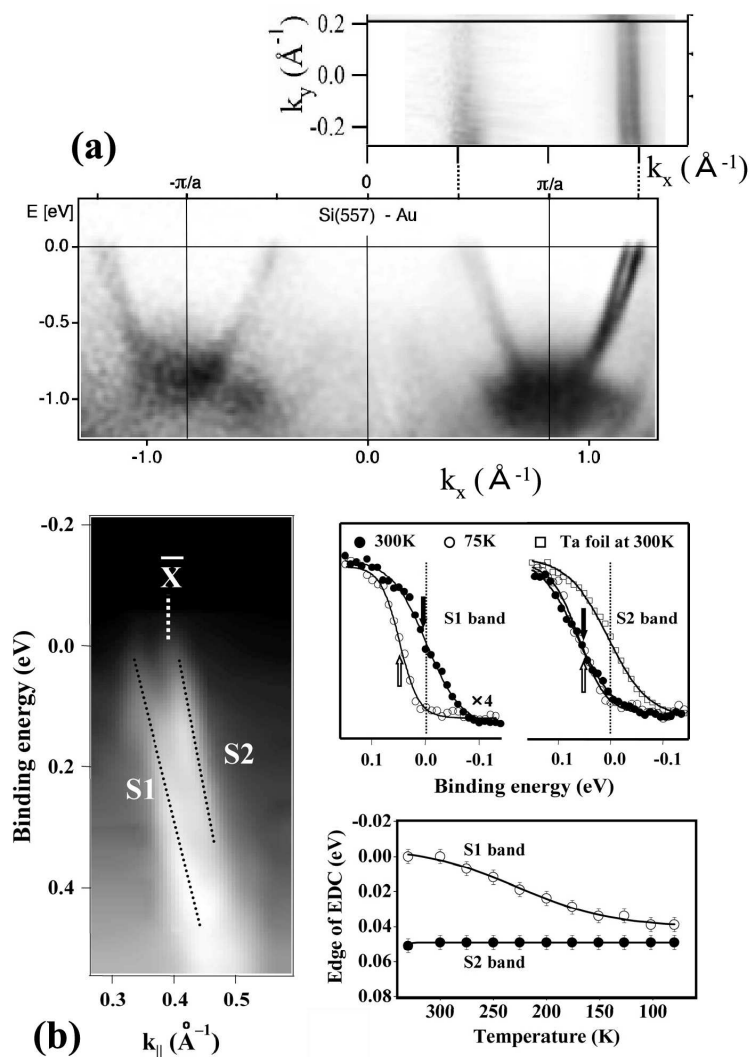 0.2
0.0
-0.2
k_y (Å⁻¹)
(a)
k_x (Å⁻¹)
-π/a
0
π/a
E [eV]
Si(557) - Au
0.0
-0.5
-1.0
-1.0
0.0
1.0
k_x (Å⁻¹)
-0.2
0.0
0.2
0.4
Binding energy (eV)
X̄
S1
S2
0.3
0.4
0.5
k_|| (Å⁻¹)
(b)
300K
75K
Ta foil at 300K
S1 band
S2 band
×4
0.1
0.0
-0.1
0.1
0.0
-0.1
Binding energy (eV)
-0.02
0.00
0.02
0.04
0.06
0.08
Edge of EDC (eV)
S1 band
S2 band
300
250
200
150
100
Temperature (K)